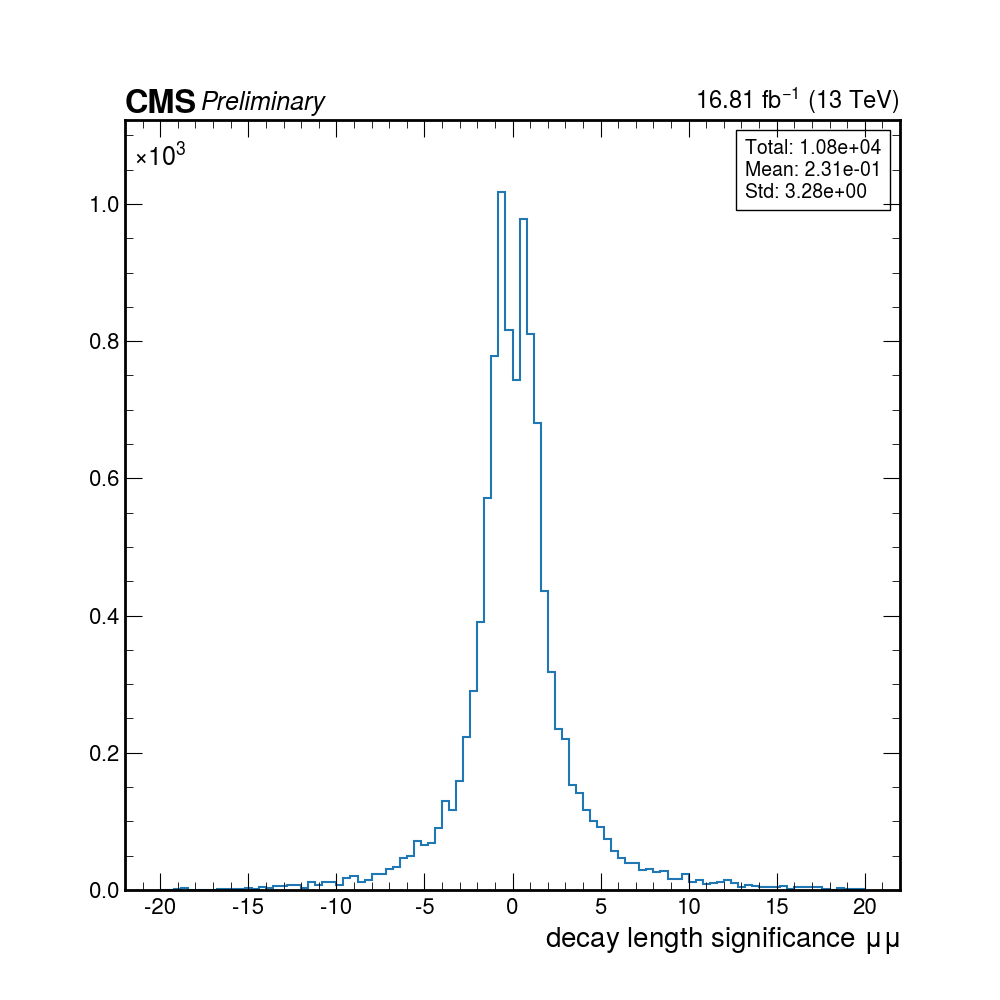 CMS Preliminary
16.81 fb⁻¹ (13 TeV)
×10³
Total: 1.08e+04
Mean: 2.31e-01
Std: 3.28e+00
1.0
0.8
0.6
0.4
0.2
0.0
-20 -15 -10 -5 0 5 10 15 20
decay length significance μμ